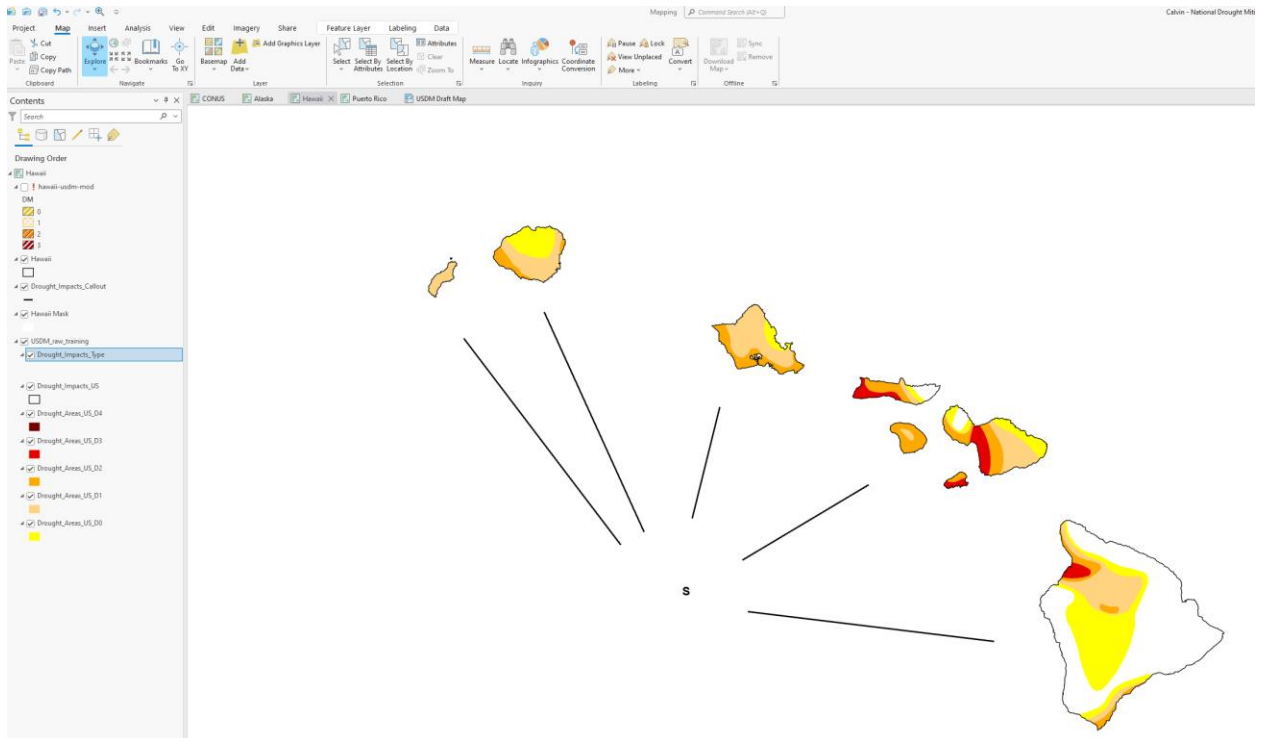 Mapping Command Search (Alt+Q) Calvin - National Drought Miti
Project Map Insert Analysis View Edit Imagery Share Feature Layer Labeling Data
Paste Cut Copy Copy Path
Explore Bookmarks Go To XY
Basemap Add Data Add Graphics Layer
Select Select By Attributes Select By Location Attributes Clear Zoom To
Measure Locate Infographics Coordinate Conversion
Pause Lock View Unplaced More Convert
Download Map Sync Remove
Clipboard Navigate Layer Selection Inquiry Labeling Offline
Contents
CONUS Alaska Hawaii Puerto Rico USDM Draft Map
Search
Drawing Order
Hawaii
! hawaii-usdm-mod
DM
0
1
2
3
Hawaii
Drought_Impacts_Callout
Hawaii Mask
USDM_raw_training
Drought_Impacts_Type
Drought_Impacts_US
Drought_Areas_US_D4
Drought_Areas_US_D3
Drought_Areas_US_D2
Drought_Areas_US_D1
Drought_Areas_US_D0
S